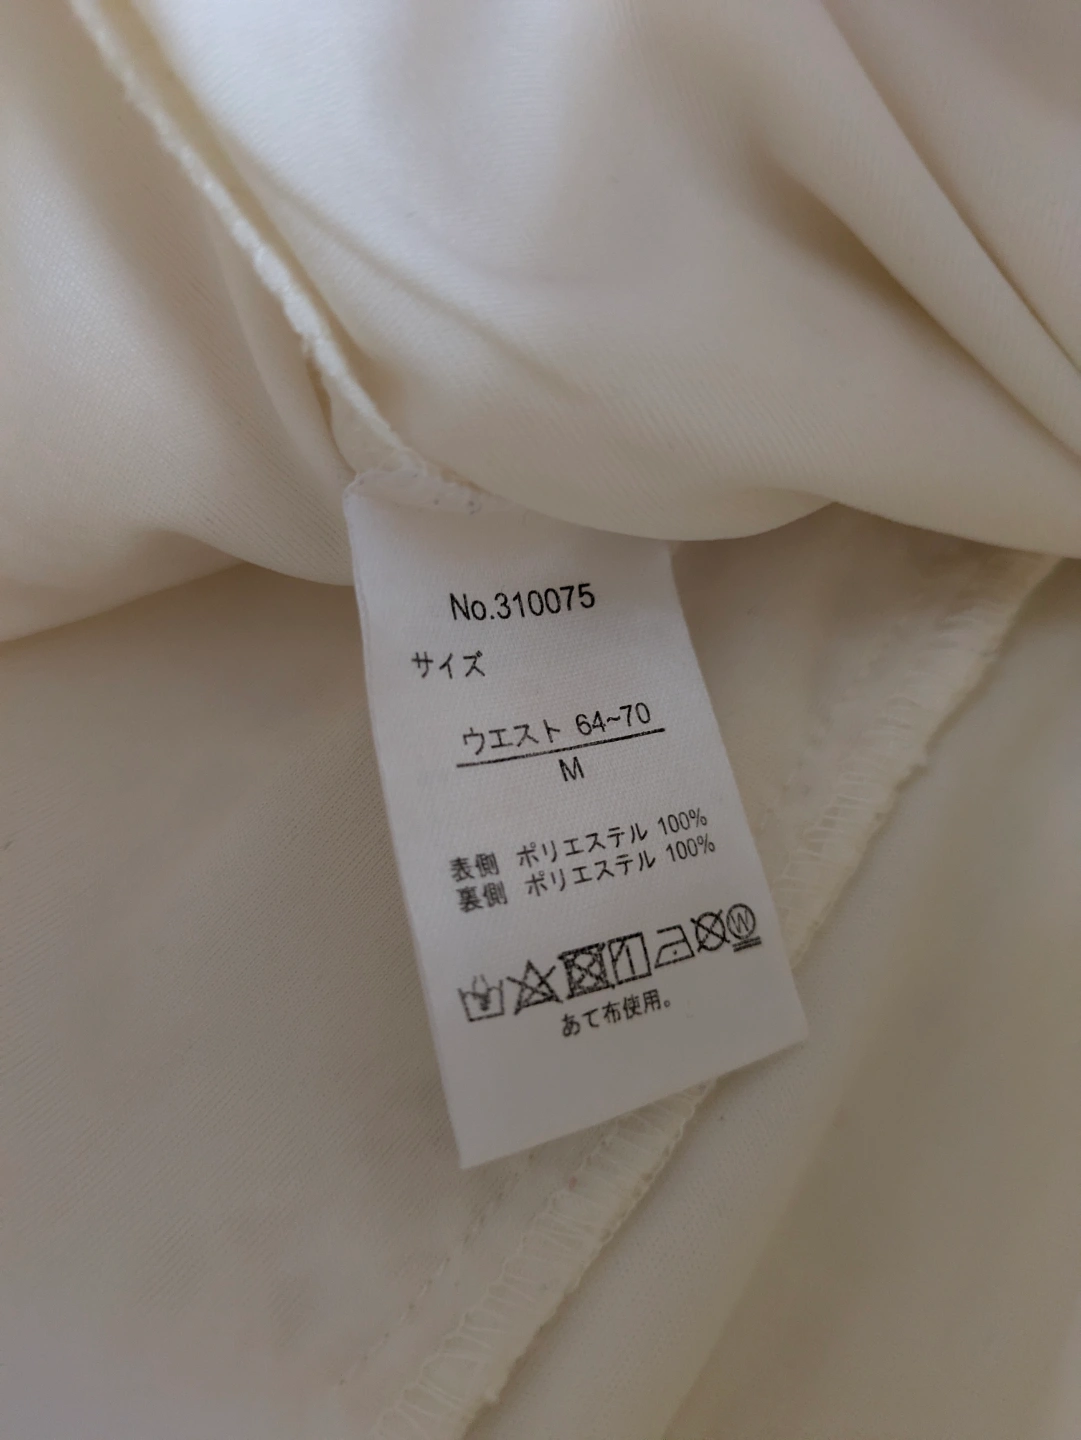 No.310075
サイズ
ウエスト 64~70
M
表側 ポリエステル 100%
裏側 ポリエステル 100%
W
あて布使用。